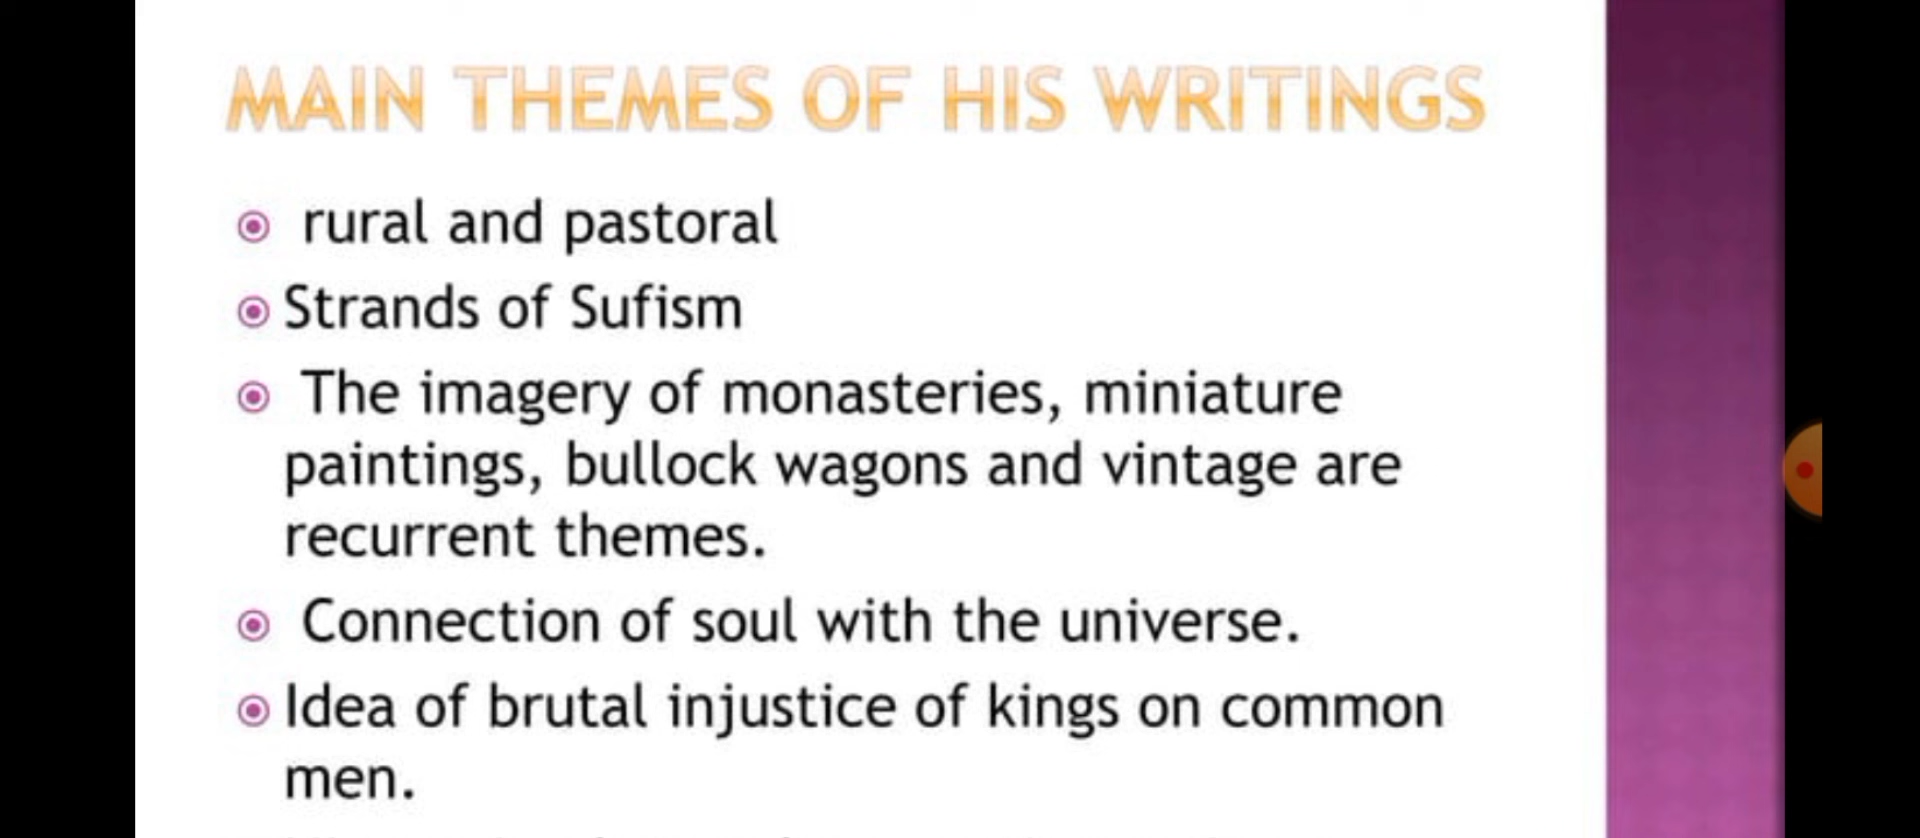 MAIN THEMES OF HIS WRITINGS
rural and pastoral
Strands of Sufism
The imagery of monasteries, miniature
paintings, bullock wagons and vintage are
recurrent themes.
Connection of soul with the universe.
Idea of brutal injustice of kings on common
men.